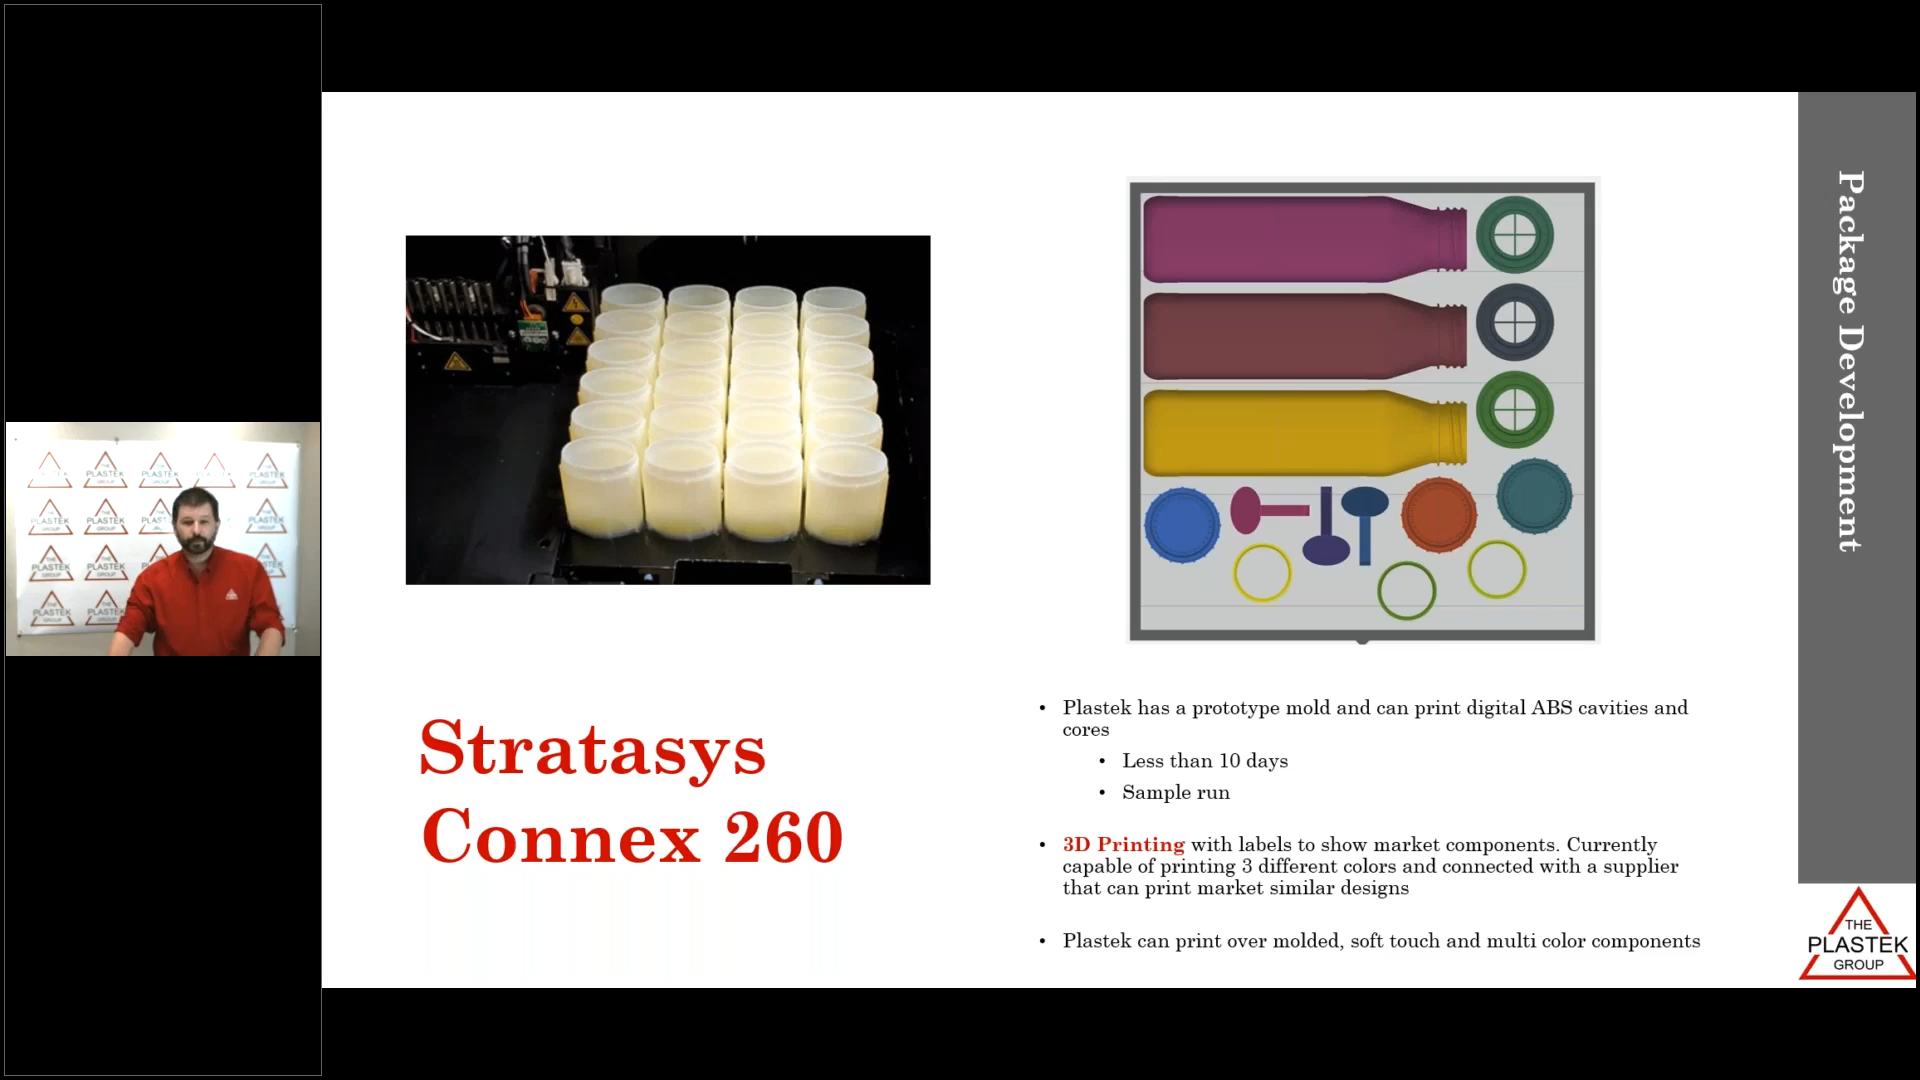 Package Development
Stratasys
Connex 260
• Plastek has a prototype mold and can print digital ABS cavities and
cores
• Less than 10 days
• Sample run
• 3D Printing with labels to show market components. Currently
capable of printing 3 different colors and connected with a supplier
that can print market similar designs
• Plastek can print over molded, soft touch and multi color components
THE
PLASTEK
GROUP
THE
PLASTEK
GROUP